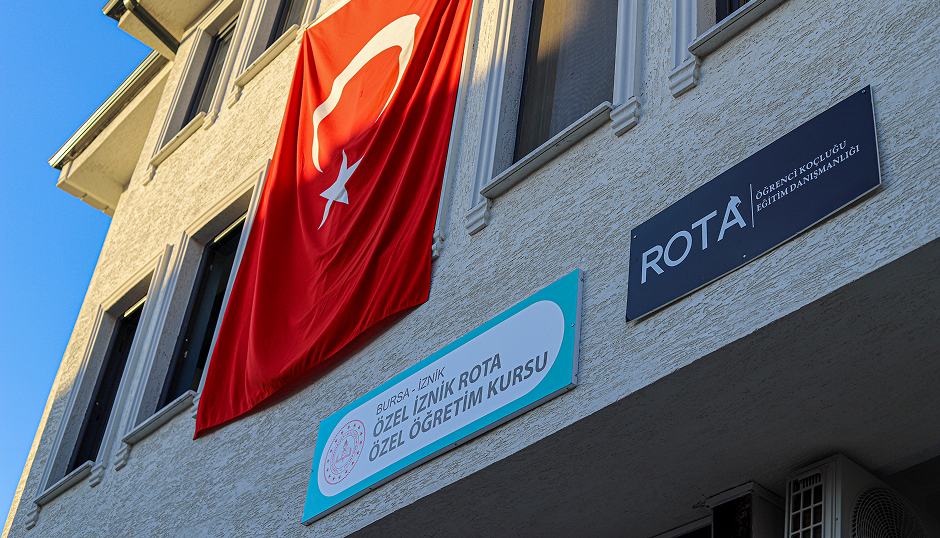 BURSA - İZNİK
ÖZEL İZNİK ROTA
ÖZEL ÖĞRETİM KURSU
ROTA
ÖĞRENCİ KOÇLUĞU
EĞİTİM DANIŞMANLIĞI